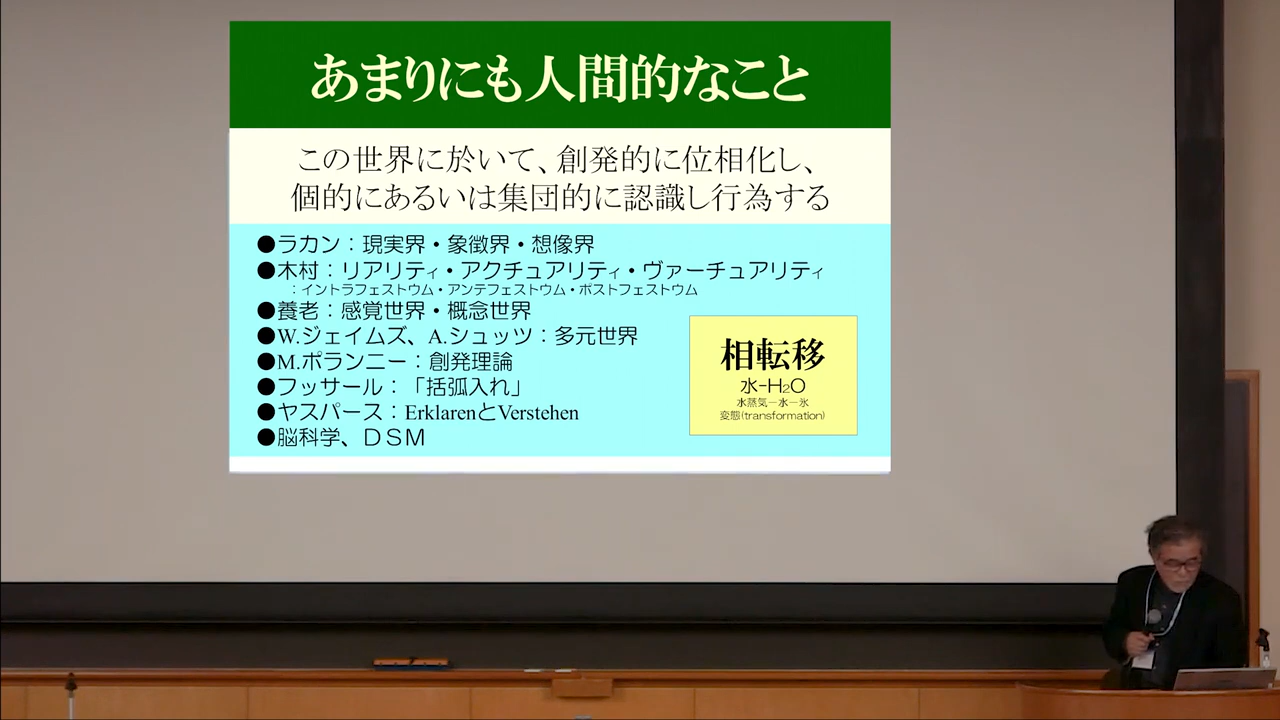 あまりにも人間的なこと
この世界に於いて、創発的に位相化し、
個的にあるいは集団的に認識し行為する
●ラカン：現実界・象徴界・想像界
●木村：リアリティ・アクチュアリティ・ヴァーチュアリティ
：イントラフェストウム・アンテフェストウム・ポストフェストウム
●養老：感覚世界・概念世界
●W.ジェイムズ、A.シュッツ：多元世界
●M.ポランニー：創発理論
●フッサール：「括弧入れ」
●ヤスパース：ErklarenとVerstehen
●脳科学、ＤＳＭ
相転移
水-H₂O
水蒸気－水－氷
変態(transformation)